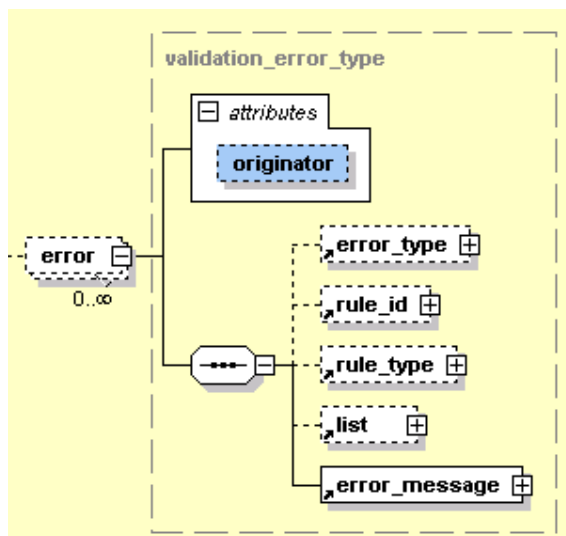 validation_error_type
attributes
originator
error
0..∞
error_type
rule_id
rule_type
list
error_message